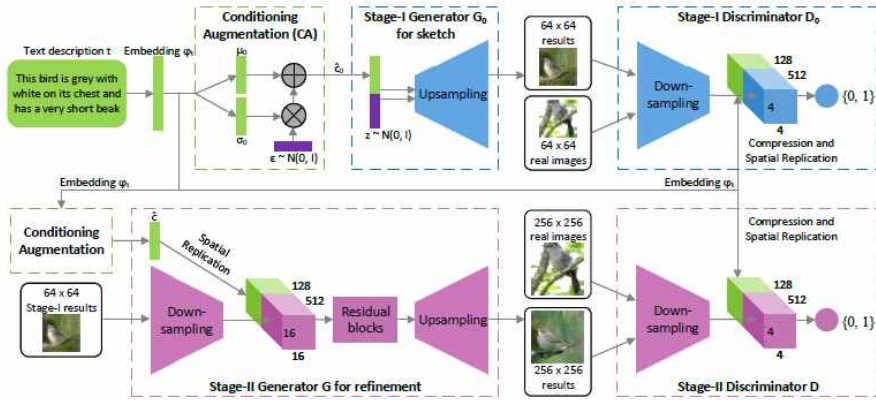 Conditioning
Augmentation (CA)
Stage-I Generator G₀
for sketch
64 x 64
results
Stage-I Discriminator D₀
Text description t
Embedding φₜ
μ₀
ĉ₀
128
512
This bird is grey with
white on its chest and
has a very short beak
Upsampling
Down-
sampling
4
4
{0, 1}
σ₀
ε ~ N(0, I)
z ~ N(0, I)
64 x 64
real images
Compression and
Spatial Replication
Embedding φₜ
Embedding φₜ
Conditioning
Augmentation
ĉ
Spatial
Replication
256 x 256
real images
Compression and
Spatial Replication
64 x 64
Stage-I results
Down-
sampling
128
512
16
16
Residual
blocks
Upsampling
Down-
sampling
128
512
4
4
{0, 1}
256 x 256
results
Stage-II Generator G for refinement
Stage-II Discriminator D